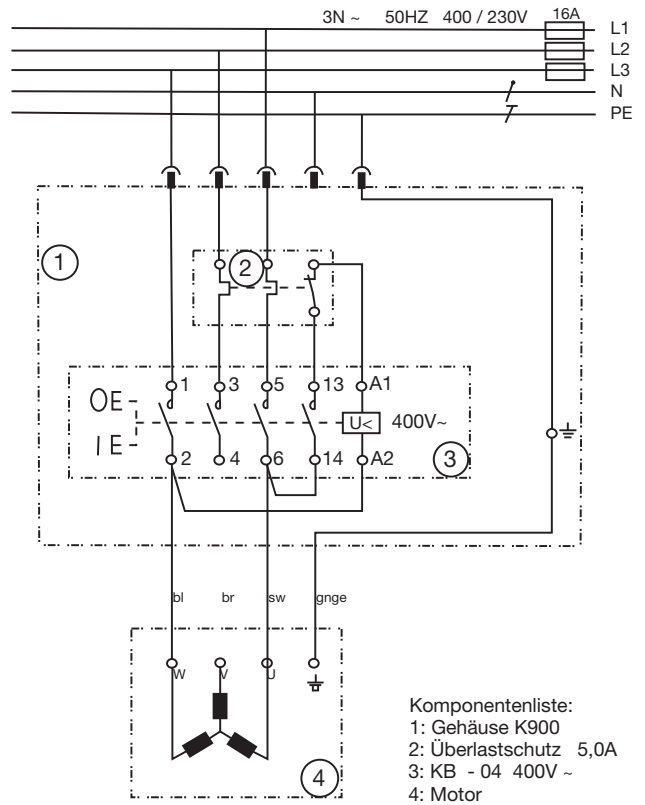 3N ~ 50HZ 400 / 230V 16A
L1
L2
L3
N
PE
1
2
1 3 5 13 A1
OE
IE
U< 400V~
2 4 6 14 A2
3
bl br sw gnge
W V U
4
Komponentenliste:
1: Gehäuse K900
2: Überlastschutz 5,0A
3: KB - 04 400V ~
4: Motor